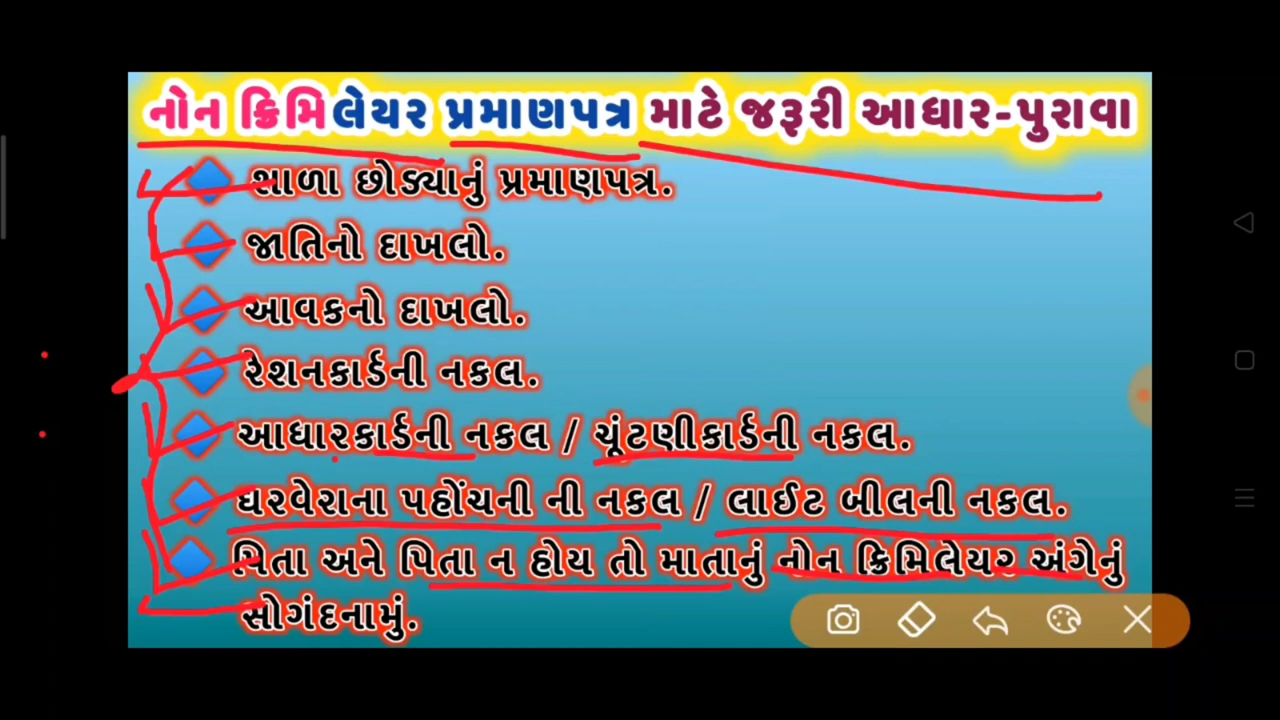 નોન ક્રિમિલેયર પ્રમાણપત્ર માટે જરૂરી આધાર-પુરાવા
શાળા છોડ્યાનું પ્રમાણપત્ર.
જાતિનો દાખલો.
આવકનો દાખલો.
રેશનકાર્ડની નકલ.
આધારકાર્ડની નકલ / ચૂંટણીકાર્ડની નકલ.
ઘરવેરાના પહોંચની ની નકલ / લાઈટ બીલની નકલ.
પિતા અને પિતા ન હોય તો માતાનું નોન ક્રિમિલેયર અંગેનું
સોગંદનામું.